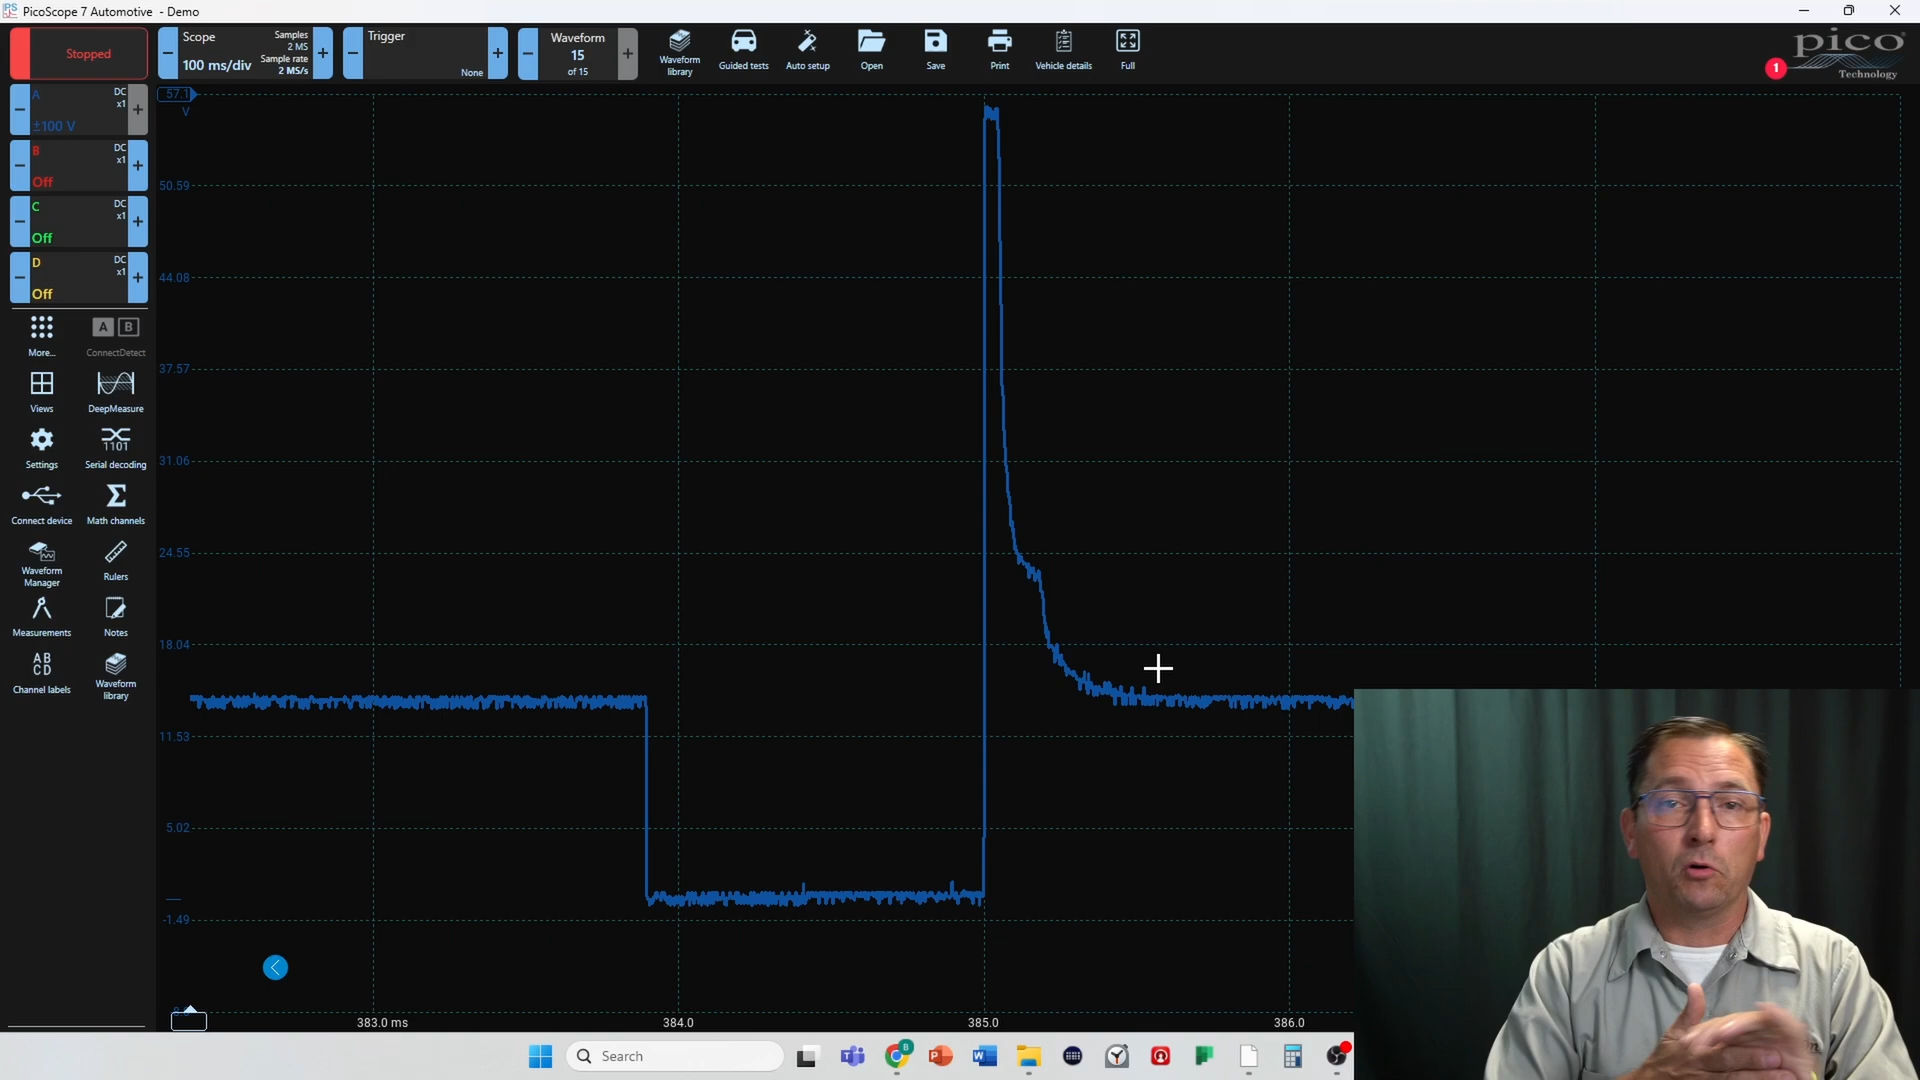 PicoScope 7 Automotive - Demo
Stopped
Scope
100 ms/div
Samples
2 MS
Sample rate
2 MS/s
Trigger
None
Waveform
15
of 15
Waveform library
Guided tests
Auto setup
Open
Save
Print
Vehicle details
Full
1
pico
Technology
A
DC
x1
±100 V
B
DC
x1
Off
C
DC
x1
Off
D
DC
x1
Off
More...
A B
ConnectDetect
Views
DeepMeasure
Settings
1101
Serial decoding
Connect device
Math channels
Waveform Manager
Rulers
Measurements
Notes
AB
CD
Channel labels
Waveform library
57.1
V
50.59
44.08
37.57
31.06
24.55
18.04
11.53
5.02
-1.49
383.0 ms
384.0
385.0
386.0
Search
B